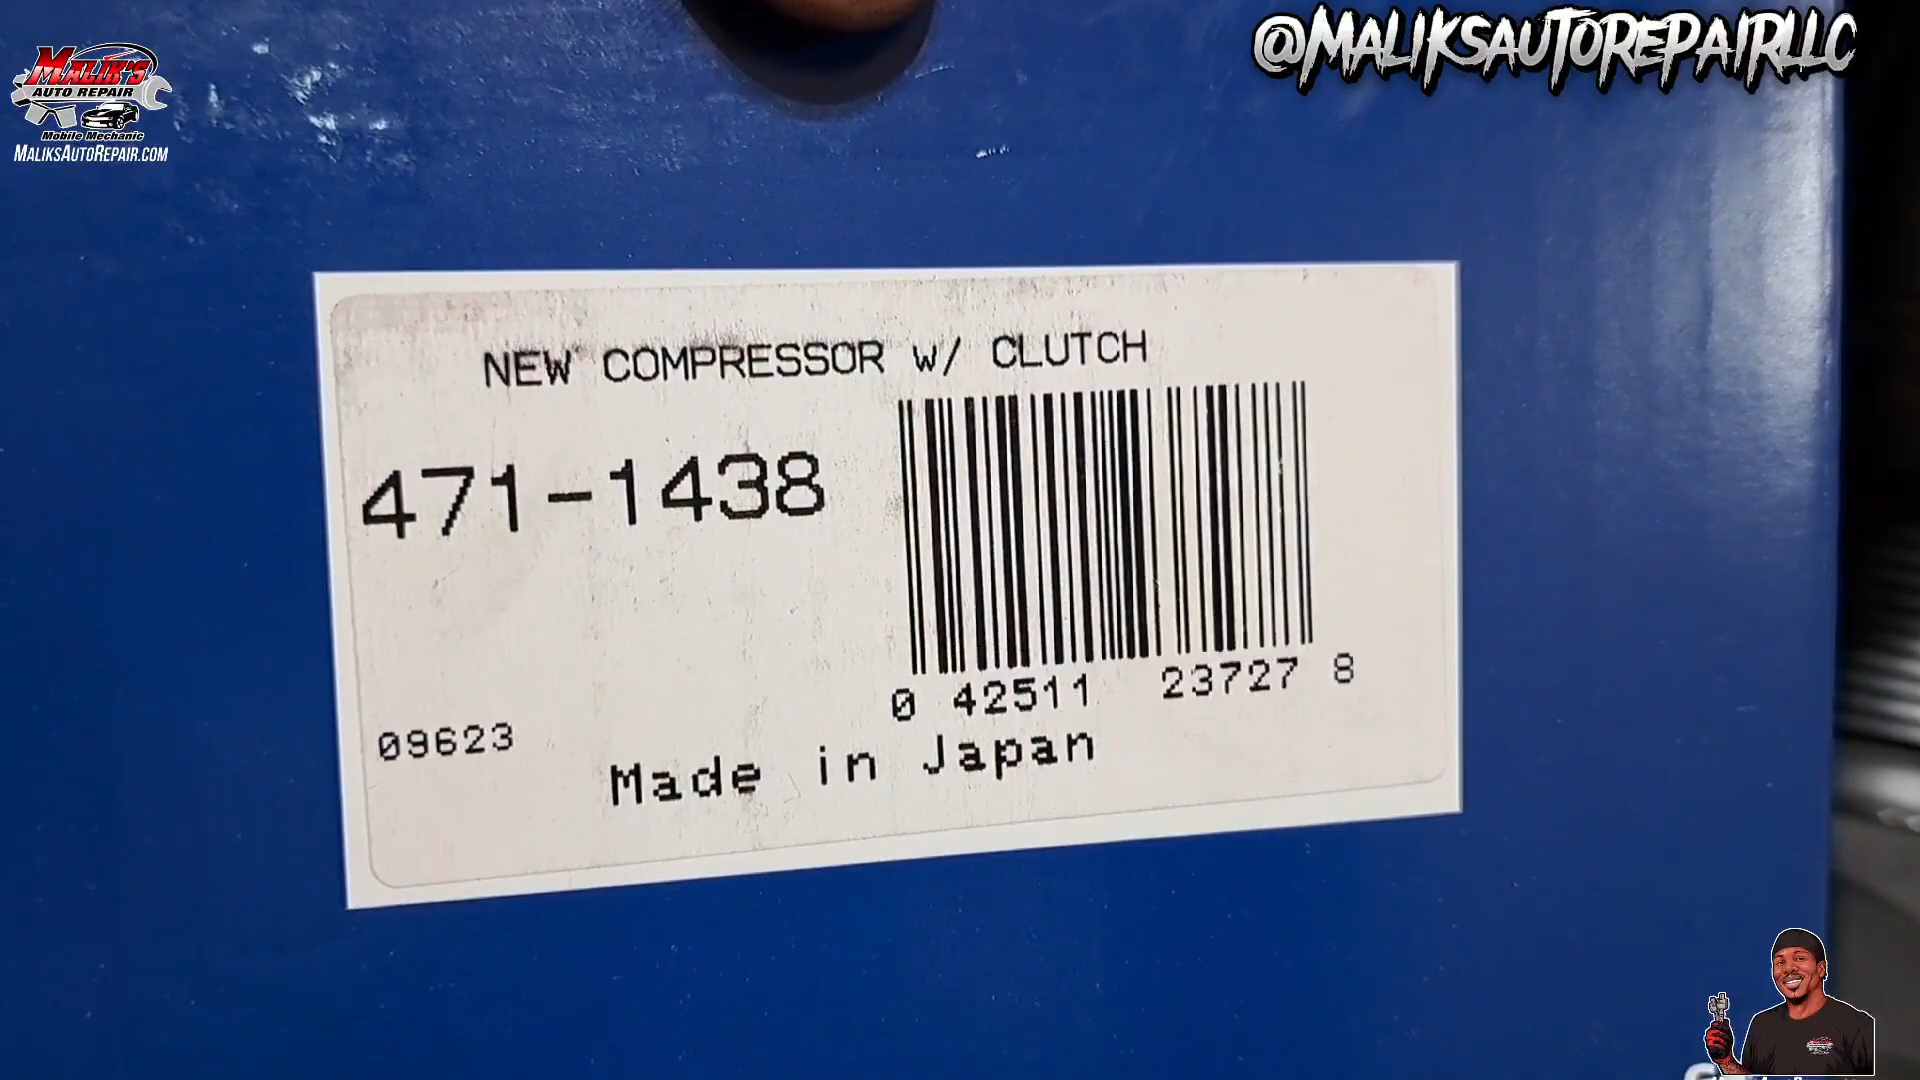 @MALIKSAUTOREPAIRLLC
MALIK'S
AUTO REPAIR
Mobile Mechanic
MALIKSAUTOREPAIR.COM
NEW COMPRESSOR w/ CLUTCH
471-1438
0 42511 23727 8
09623
Made in Japan